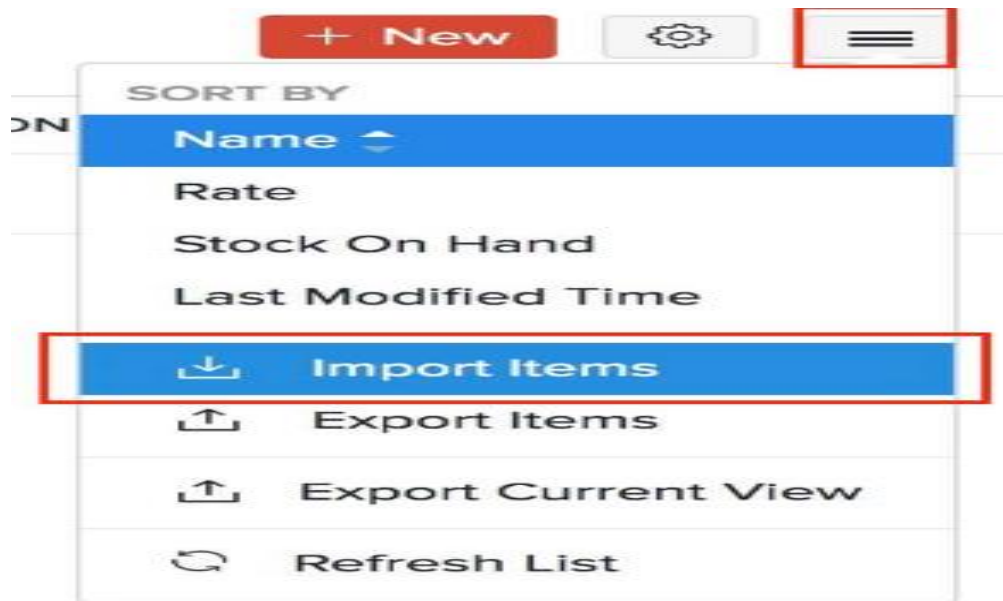 + New
SORT BY
ON
Name
Rate
Stock On Hand
Last Modified Time
Import Items
Export Items
Export Current View
Refresh List